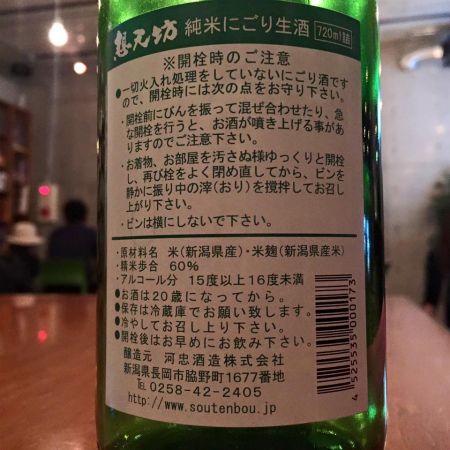 想天坊 純米にごり生酒 720ml詰
※開栓時のご注意
●一切火入れ処理をしていないにごり酒です
ので、開栓時には次の点をお守り下さい。
・開栓前にびんを振って混ぜ合わせたり、急
な開栓を行うと、お酒が噴き上げる事があ
りますのでご注意下さい。
・お着物、お部屋を汚さぬ様ゆっくりと開栓
し、再び栓をよく閉め直してから、ビンを
静かに振り中の滓(おり)を撹拌してお召し
上がり下さい。
・ビンは横にしないで下さい。
・原材料名 米(新潟県産)・米麹(新潟県産米)
・精米歩合 60%
・アルコール分 15度以上16度未満
●お酒は20歳になってから。
●保存は冷蔵庫でお願い致します。
●冷やしてお召し上り下さい。
●開栓後はお早めにお飲み下さい。
醸造元 河忠酒造株式会社
新潟県長岡市脇野町1677番地
TEL 0258-42-2405
http://www.soutenbou.jp
4 525535 000173